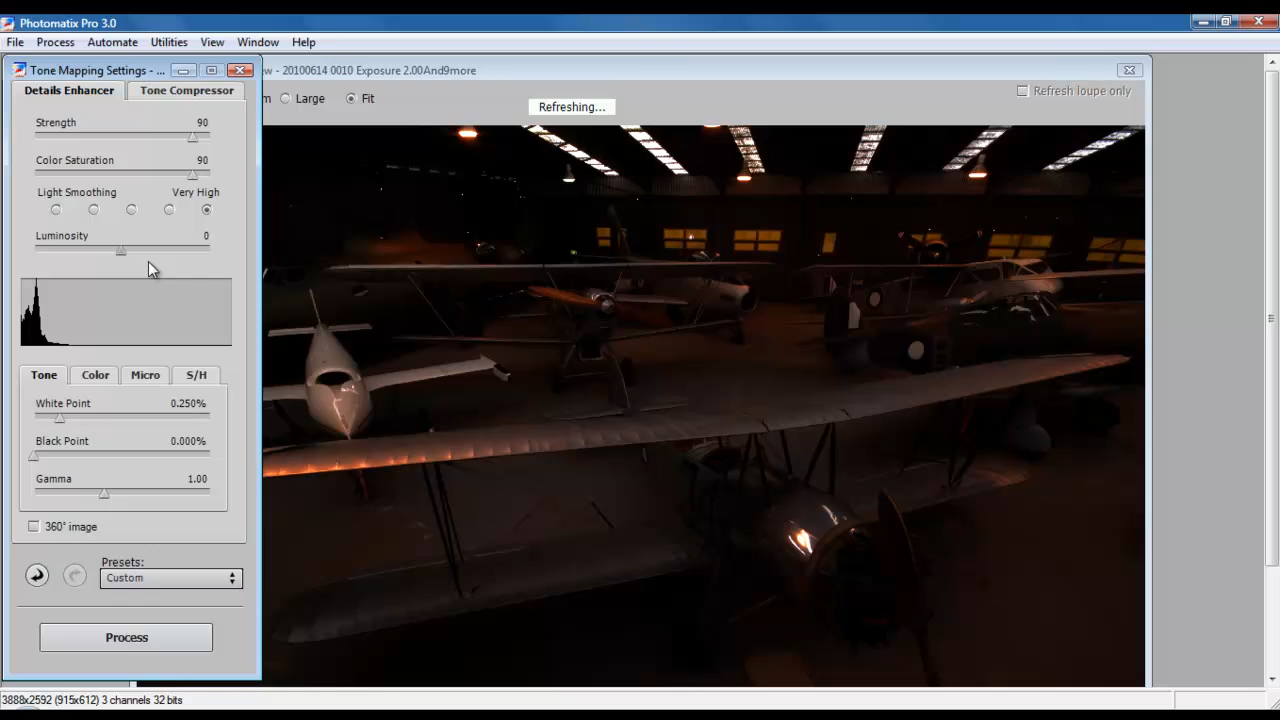 Photomatix Pro 3.0
File Process Automate Utilities View Window Help
Tone Mapping Settings - ...
ew - 20100614 0010 Exposure 2.00And9more
Details Enhancer Tone Compressor
Large Fit
Refresh loupe only
Refreshing...
Strength 90
Color Saturation 90
Light Smoothing Very High
Luminosity 0
Tone Color Micro S/H
White Point 0.250%
Black Point 0.000%
Gamma 1.00
360° image
Presets:
Custom
Process
3888x2592 (915x612) 3 channels 32 bits